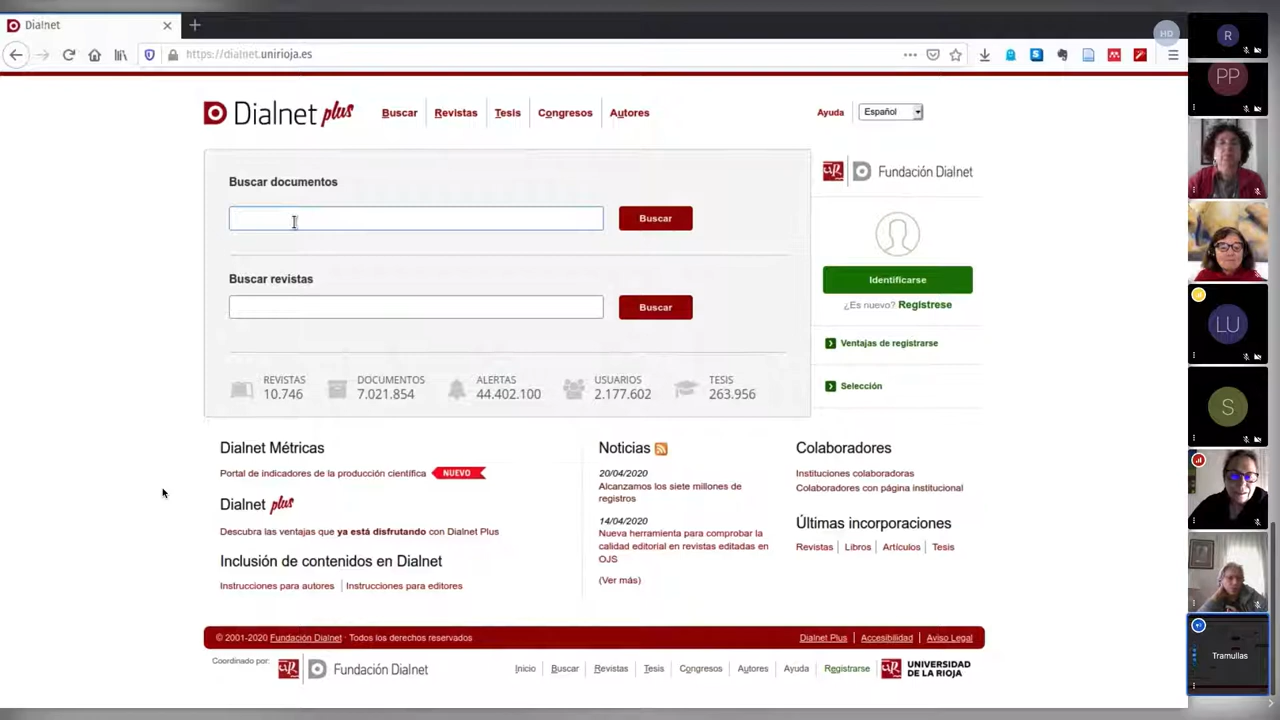 Dialnet
https://dialnet.unirioja.es
HD
Dialnet plus
Buscar
Revistas
Tesis
Congresos
Autores
Ayuda
Español
Buscar documentos
Buscar
Buscar revistas
Buscar
REVISTAS
10.746
DOCUMENTOS
7.021.854
ALERTAS
44.402.100
USUARIOS
2.177.602
TESIS
263.956
Fundación Dialnet
Identificarse
¿Es nuevo? Regístrese
Ventajas de registrarse
Selección
Dialnet Métricas
Portal de indicadores de la producción científica NUEVO
Dialnet plus
Descubra las ventajas que ya está disfrutando con Dialnet Plus
Inclusión de contenidos en Dialnet
Instrucciones para autores
Instrucciones para editores
Noticias
20/04/2020
Alcanzamos los siete millones de
registros
14/04/2020
Nueva herramienta para comprobar la
calidad editorial en revistas editadas en
OJS
(Ver más)
Colaboradores
Instituciones colaboradoras
Colaboradores con página institucional
Últimas incorporaciones
Revistas
Libros
Artículos
Tesis
© 2001-2020 Fundación Dialnet · Todos los derechos reservados
Dialnet Plus
Accesibilidad
Aviso Legal
Coordinado por:
Fundación Dialnet
Inicio
Buscar
Revistas
Tesis
Congresos
Autores
Ayuda
Registrarse
UNIVERSIDAD
DE LA RIOJA
R
PP
LU
S
Tramullas